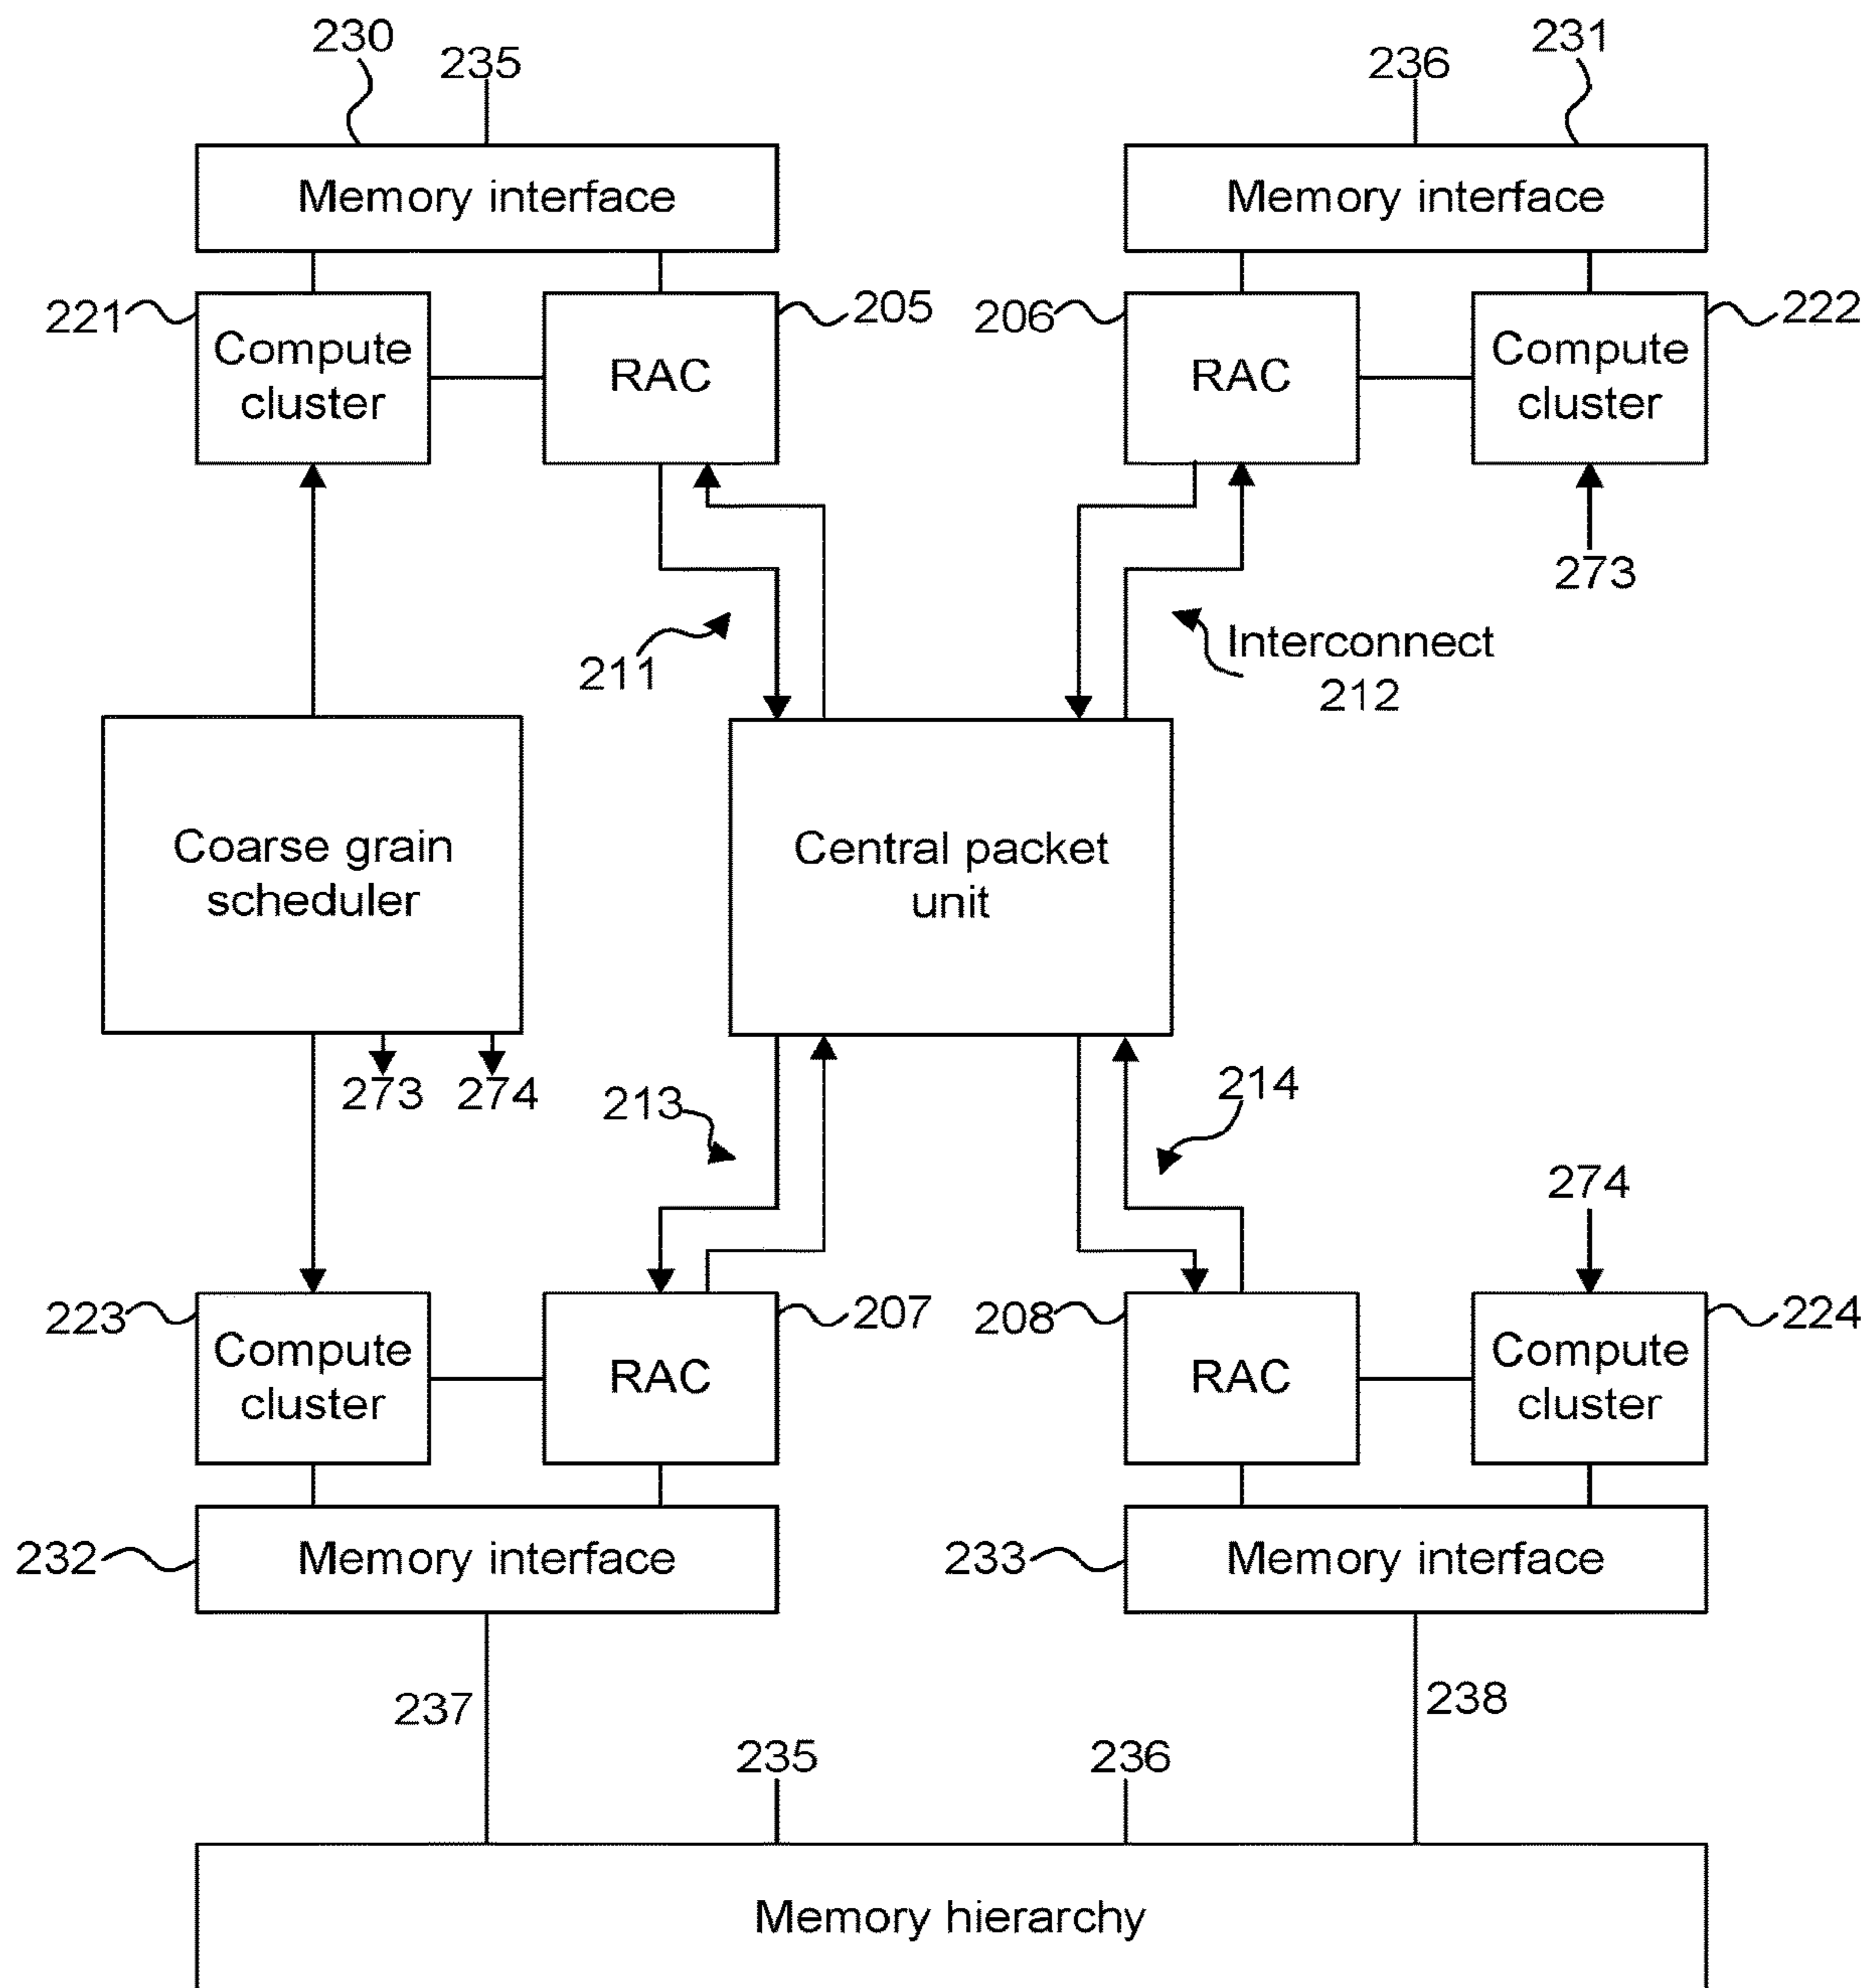 230
235
236
231
Memory interface
Memory interface
221
Compute
cluster
RAC
205
206
RAC
Compute
cluster
222
273
211
Interconnect
212
Coarse grain
scheduler
Central packet
unit
273
274
213
214
274
223
Compute
cluster
RAC
207
208
RAC
Compute
cluster
224
232
Memory interface
233
Memory interface
237
238
235
236
Memory hierarchy